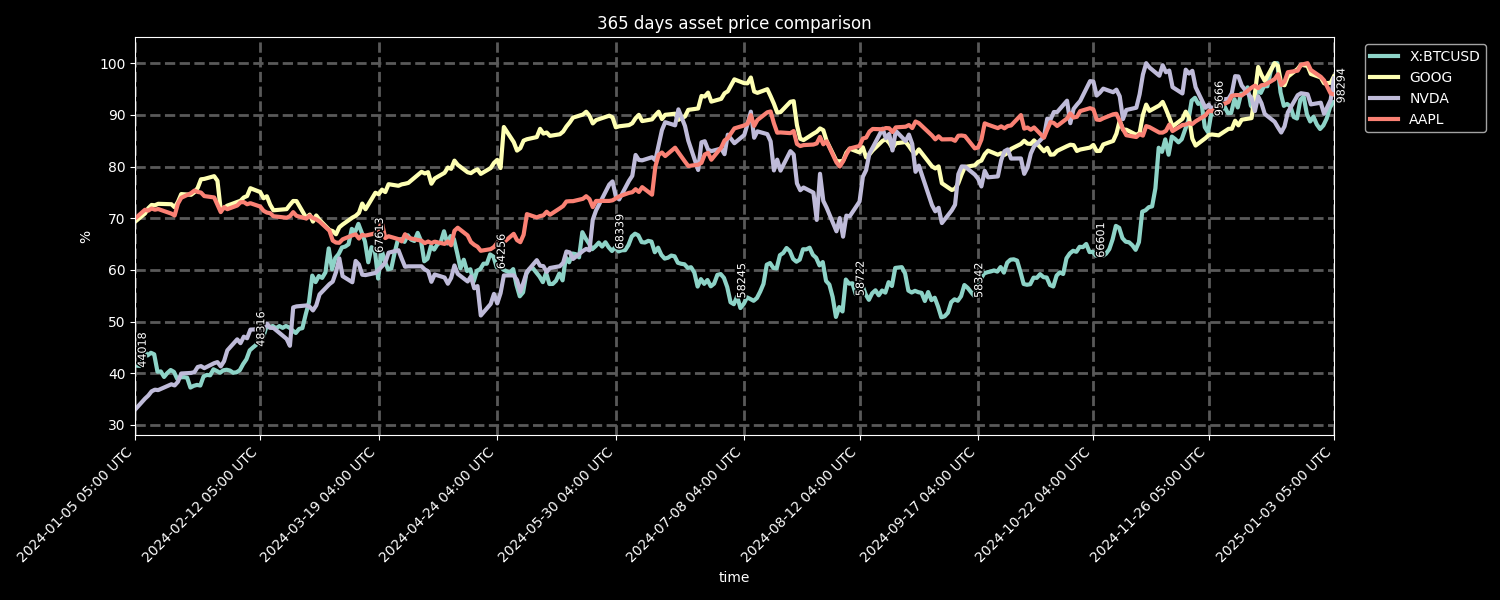 365 days asset price comparison
X:BTCUSD
GOOG
NVDA
AAPL
100
90
80
70
60
50
40
30
%
44018
48316
67613
64256
68339
58245
58722
58342
66601
95666
98294
2024-01-05 05:00 UTC
2024-02-12 05:00 UTC
2024-03-19 04:00 UTC
2024-04-24 04:00 UTC
2024-05-30 04:00 UTC
2024-07-08 04:00 UTC
2024-08-12 04:00 UTC
2024-09-17 04:00 UTC
2024-10-22 04:00 UTC
2024-11-26 05:00 UTC
2025-01-03 05:00 UTC
time